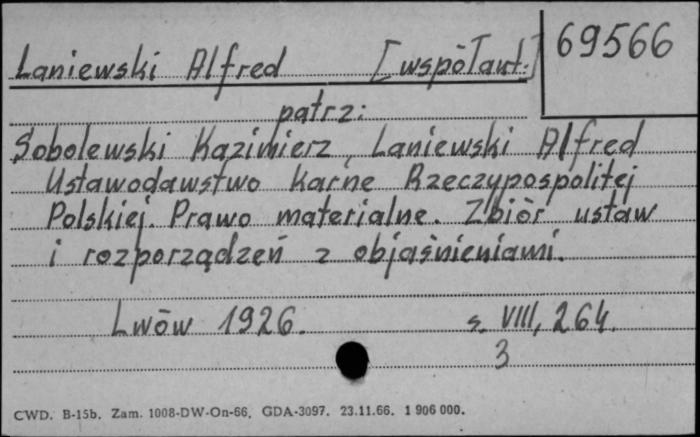 69566
Laniewski Alfred [współaut.]
patrz:
Sobolewski Kazimierz, Laniewski Alfred
Ustawodawstwo karne Rzeczypospolitej
Polskiej. Prawo materialne. Zbiór ustaw
i rozporządzeń z objaśnieniami.
Lwów 1926. s. VIII, 264.
3
CWD. B-15b. Zam. 1008-DW-On-66. GDA-3097. 23.11.66. 1 906 000.